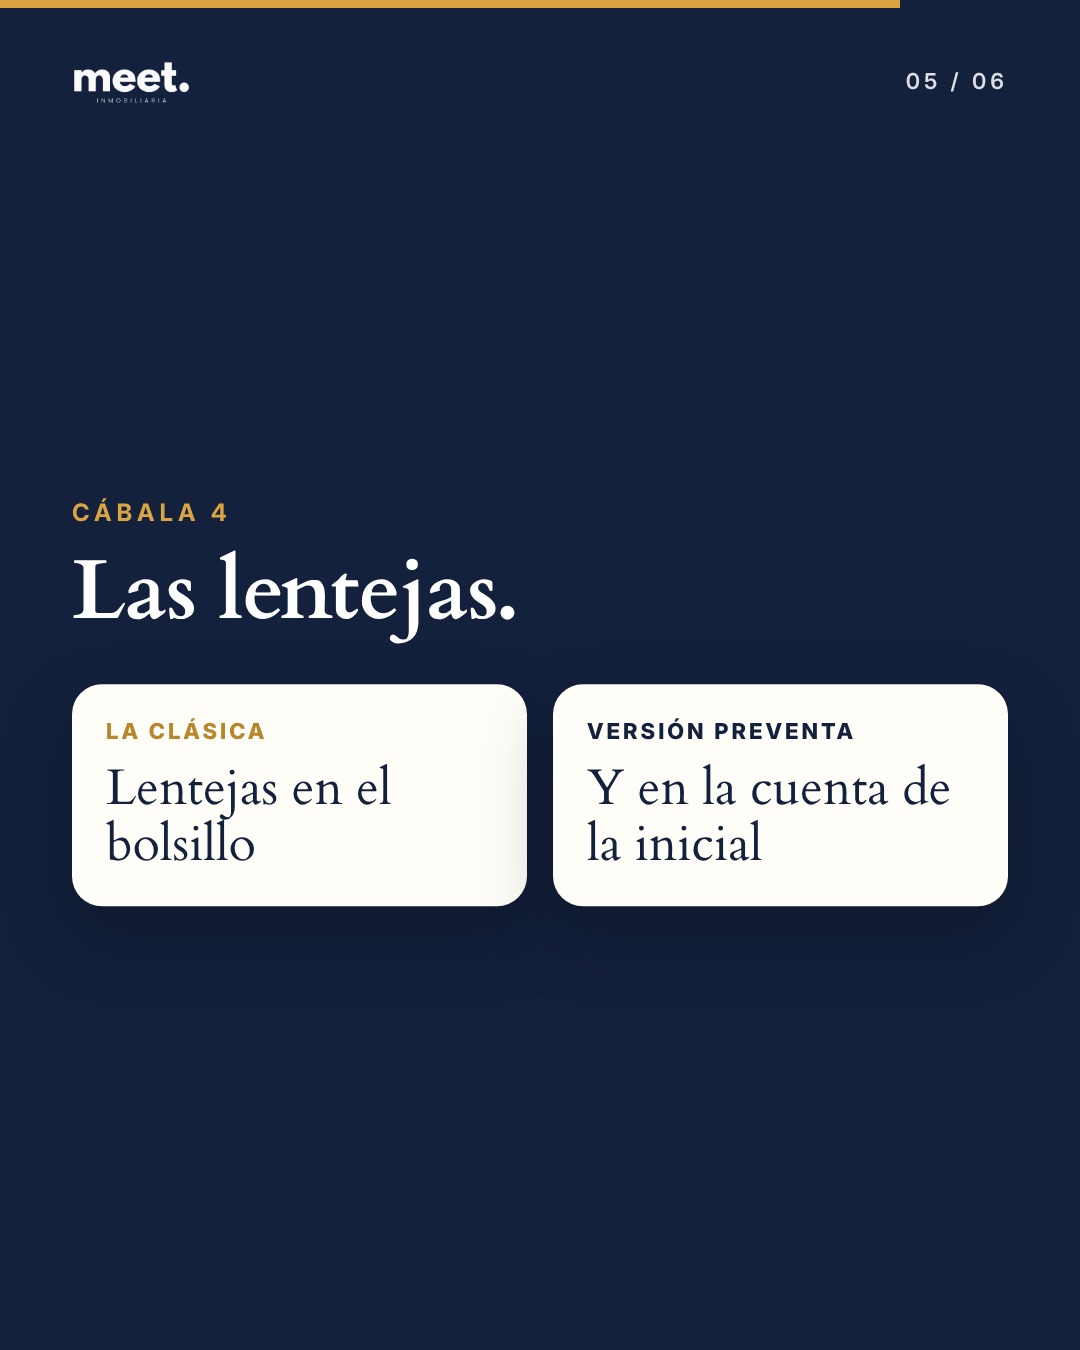 meet.
INMOBILIARIA
05 / 06
CÁBALA 4
Las lentejas.
LA CLÁSICA
Lentejas en el
bolsillo
VERSIÓN PREVENTA
Y en la cuenta de
la inicial